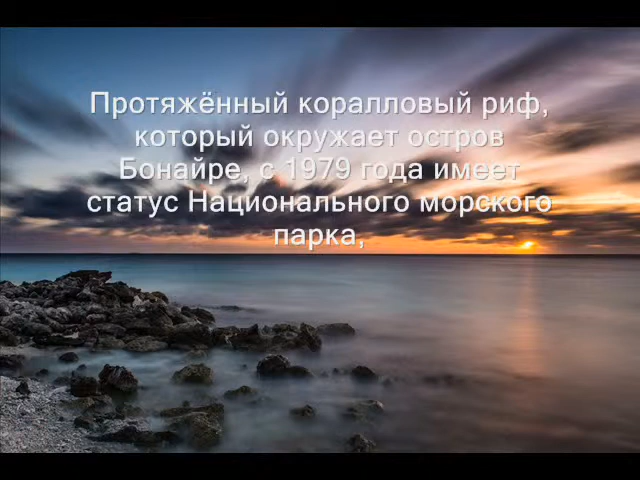 Протяжённый коралловый риф,
который окружает остров
Бонайре, с 1979 года имеет
статус Национального морского
парка,